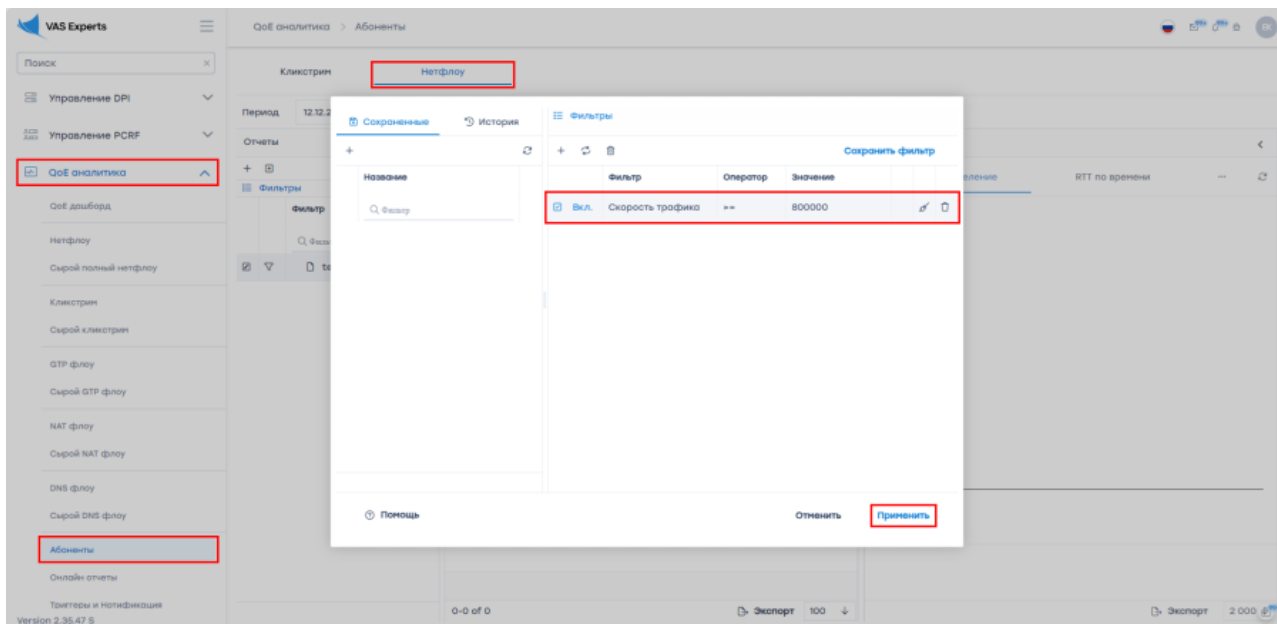 VAS Experts
QoE аналитика > Абоненты
EK
Поиск
Управление DPI
Управление PCRF
QoE аналитика
QoE дашборд
Нетфлоу
Сырой полный нетфлоу
Кликстрим
Сырой кликстрим
GTP флоу
Сырой GTP флоу
NAT флоу
Сырой NAT флоу
DNS флоу
Сырой DNS флоу
Абоненты
Онлайн отчеты
Триггеры и Нотификация
Version 2.35.47 S
Кликстрим Нетфлоу
Период 12.12.2
Отчеты
Фильтры
Фильтр
Сохраненные История
Название
Фильтр
Фильтры
Сохранить фильтр
Фильтр Оператор Значение
Вкл. Скорость трафика >= 800000
Помощь
Отменить Применить
RTT по времени
0-0 of 0
Экспорт 100
Экспорт 2 000